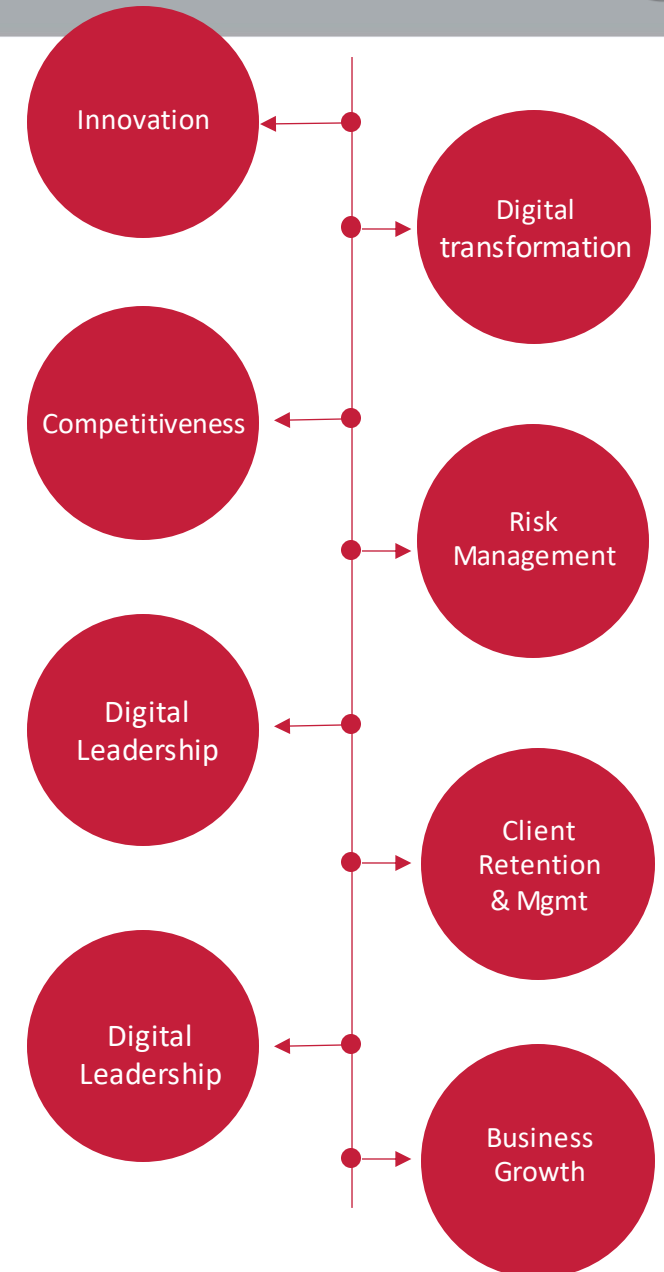 Innovation
Digital
transformation
Competitiveness
Risk
Management
Digital
Leadership
Client
Retention
& Mgmt
Digital
Leadership
Business
Growth